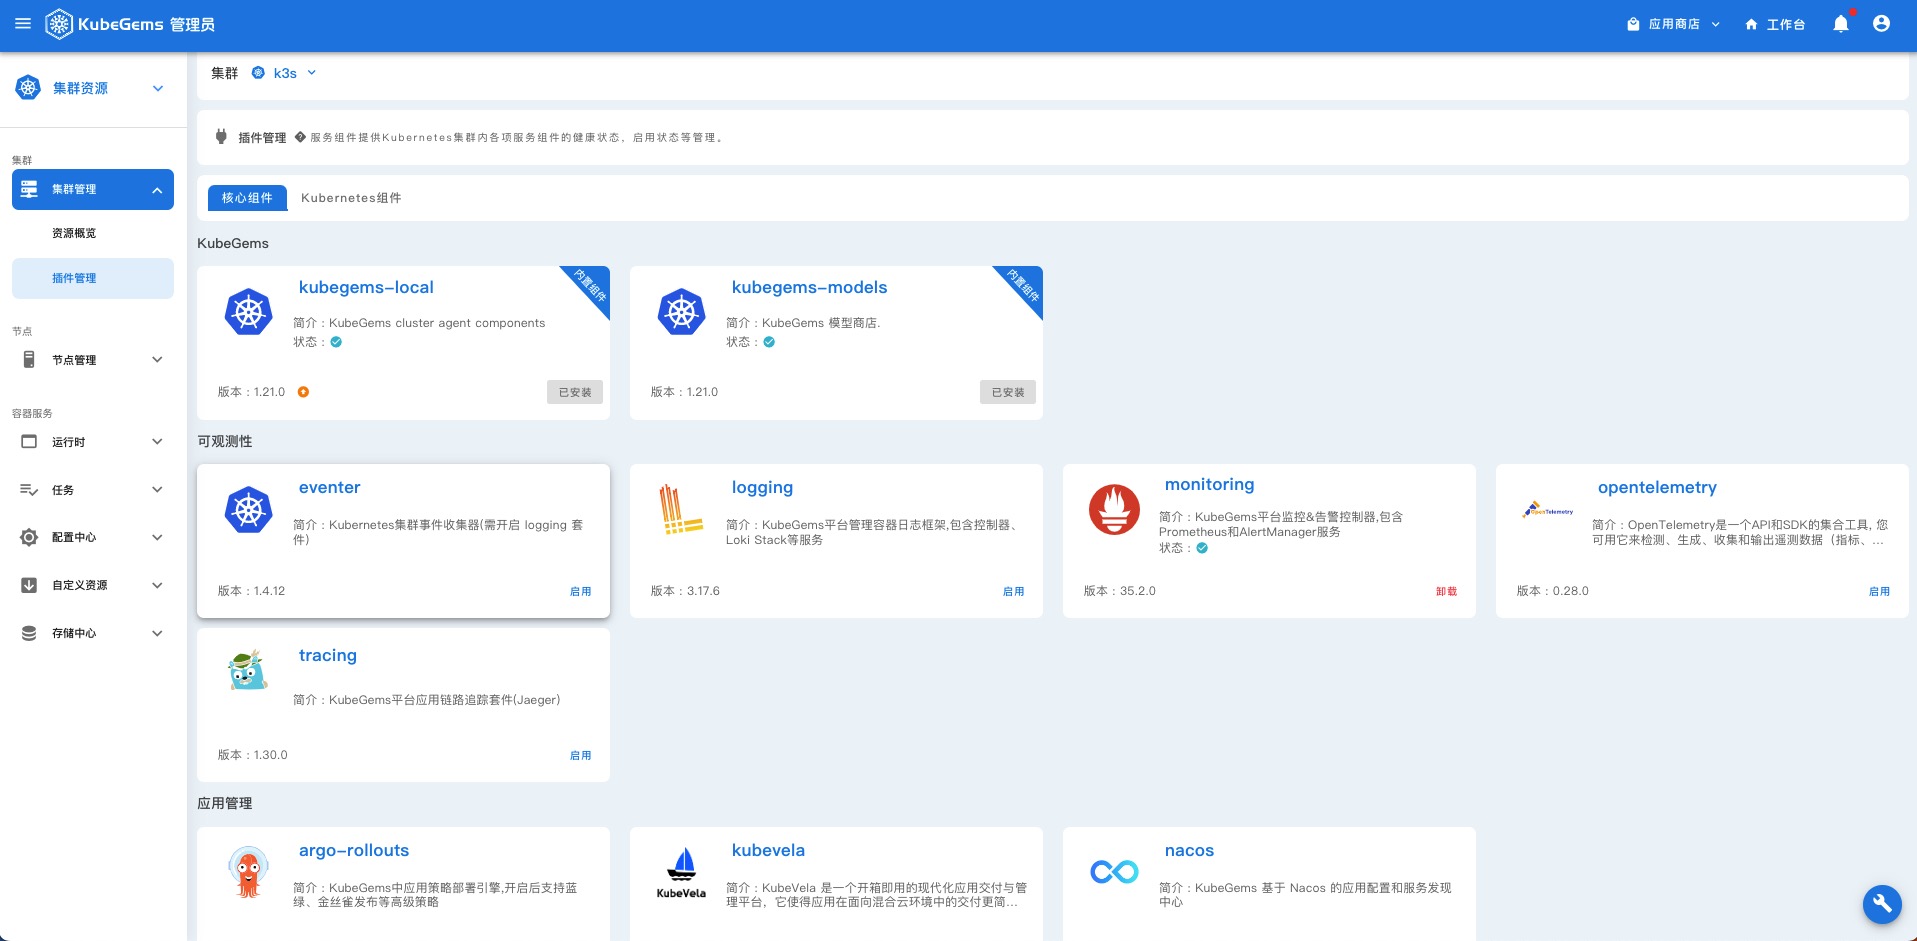 KubeGems 管理员
应用商店
工作台
集群资源
集群
集群管理
资源概览
插件管理
节点
节点管理
容器服务
运行时
任务
配置中心
自定义资源
存储中心
集群 k3s
插件管理 服务组件提供Kubernetes集群内各项服务组件的健康状态，启用状态等管理。
核心组件 Kubernetes组件
KubeGems
kubegems-local
内置组件
简介：KubeGems cluster agent components
状态：
版本：1.21.0
已安装
kubegems-models
内置组件
简介：KubeGems 模型商店.
状态：
版本：1.21.0
已安装
可观测性
eventer
简介：Kubernetes集群事件收集器(需开启 logging 套
件)
版本：1.4.12
启用
logging
简介：KubeGems平台管理容器日志框架,包含控制器、
Loki Stack等服务
版本：3.17.6
启用
monitoring
简介：KubeGems平台监控&告警控制器,包含
Prometheus和AlertManager服务
状态：
版本：35.2.0
卸载
OpenTelemetry
opentelemetry
简介：OpenTelemetry是一个API和SDK的集合工具, 您
可用它来检测、生成、收集和输出遥测数据（指标、...
版本：0.28.0
启用
tracing
简介：KubeGems平台应用链路追踪套件(Jaeger)
版本：1.30.0
启用
应用管理
argo-rollouts
简介：KubeGems中应用策略部署引擎,开启后支持蓝
绿、金丝雀发布等高级策略
KubeVela
kubevela
简介：KubeVela 是一个开箱即用的现代化应用交付与管
理平台，它使得应用在面向混合云环境中的交付更简...
nacos
简介：KubeGems 基于 Nacos 的应用配置和服务发现
中心